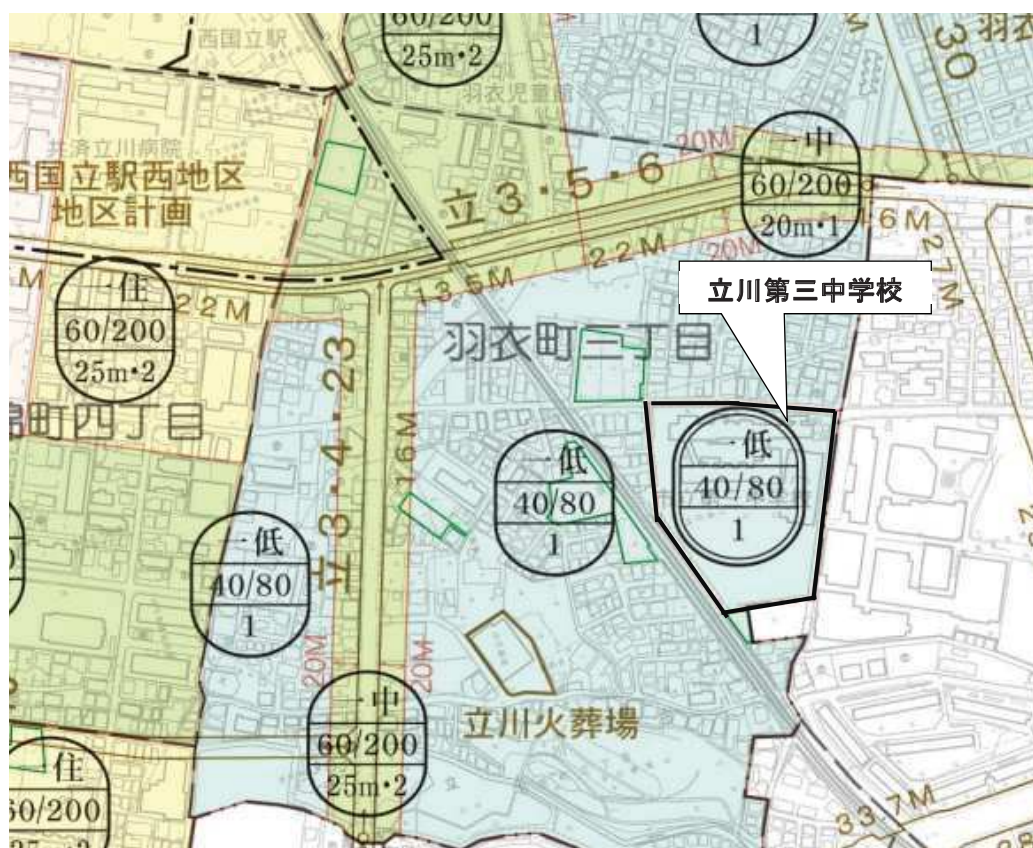 60/200
25m・2
西国立駅
1
羽衣
30
羽衣児童館
共済立川病院
西国立駅西地区
地区計画
20M
一中
60/200
20m・1
立3・5・6
16M
27M
22M
20M
13.5M
22M
一住
60/200
25m・2
立川第三中学校
羽衣町三丁目
錦町四丁目
立3・4・23
16M
一低
40/80
1
一低
40/80
1
一低
40/80
1
20M
20M
一中
60/200
25m・2
立川火葬場
住
60/200
25m・2
33.7M